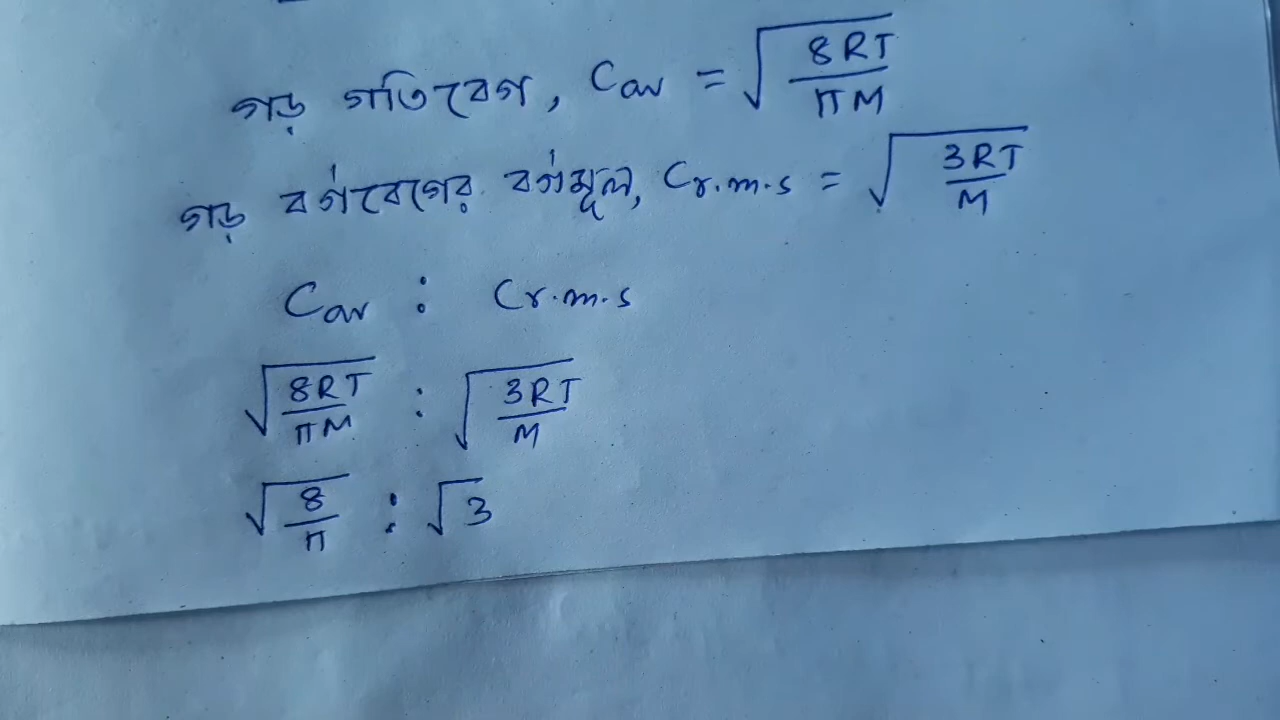 গড় গতিবেগ, Cav = √(8RT/πM)
গড় বর্গবেগের বর্গমূল, Cr.m.s = √(3RT/M)
Cav : Cr.m.s
√(8RT/πM) : √(3RT/M)
√(8/π) : √3